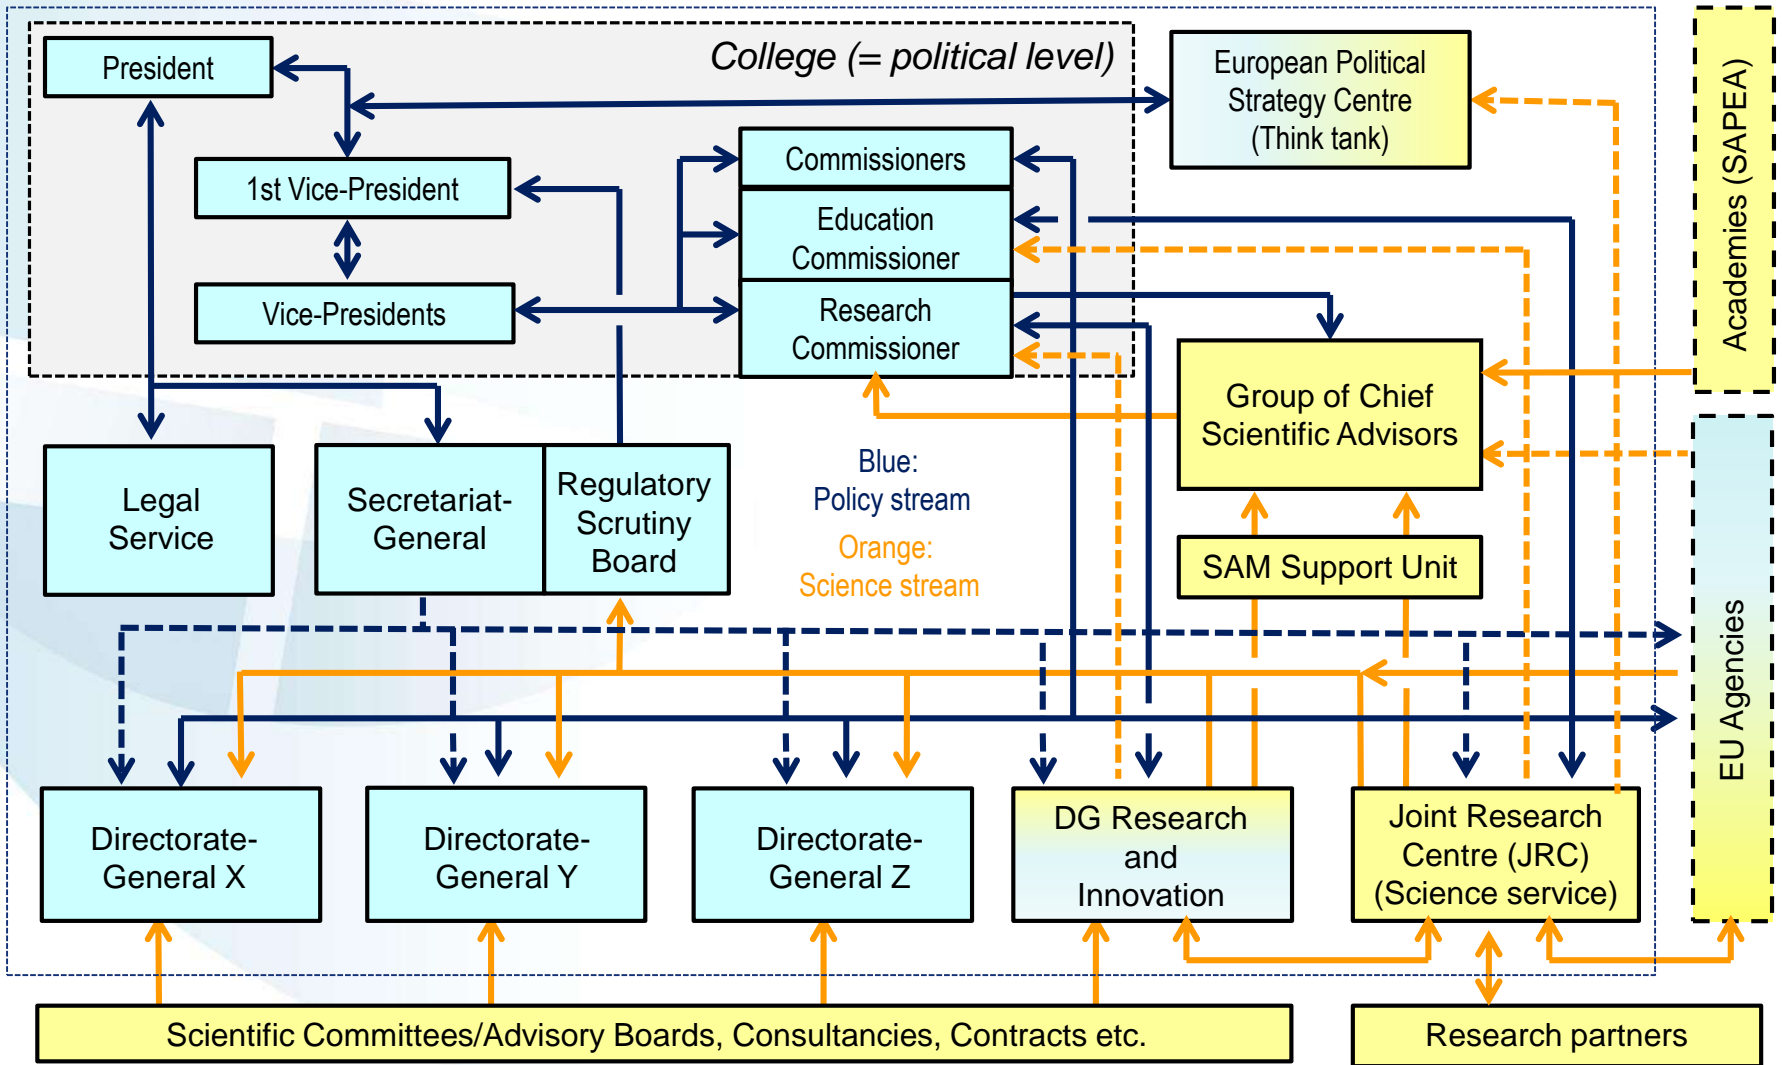 College (= political level)
President
1st Vice-President
Vice-Presidents
Commissioners
Education
Commissioner
Research
Commissioner
European Political
Strategy Centre
(Think tank)
Academies (SAPEA)
Group of Chief
Scientific Advisors
Legal
Service
Secretariat-
General
Regulatory
Scrutiny
Board
Blue:
Policy stream
Orange:
Science stream
SAM Support Unit
EU Agencies
Directorate-
General X
Directorate-
General Y
Directorate-
General Z
DG Research
and
Innovation
Joint Research
Centre (JRC)
(Science service)
Scientific Committees/Advisory Boards, Consultancies, Contracts etc.
Research partners